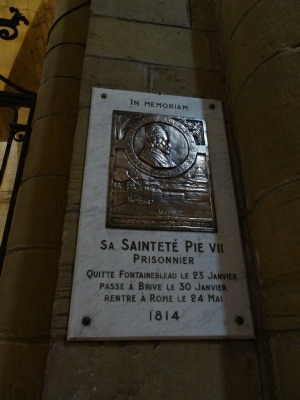 IN MEMORIAM
SA SAINTETÉ PIE VII
PRISONNIER
QUITTE FONTAINEBLEAU LE 23 JANVIER
PASSE À BRIVE LE 30 JANVIER
RENTRE À ROME LE 24 MAI
1814